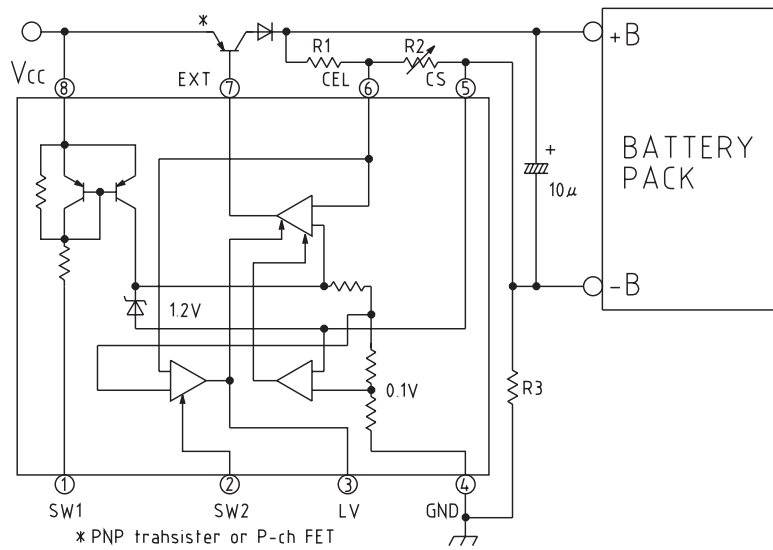 *
R1
R2
+B
VCC
EXT
CEL
CS
8
7
6
5
BATTERY
PACK
+
10μ
1.2V
-B
0.1V
R3
1
2
3
4
SW1
SW2
LV
GND
* PNP trahsister or P-ch FET